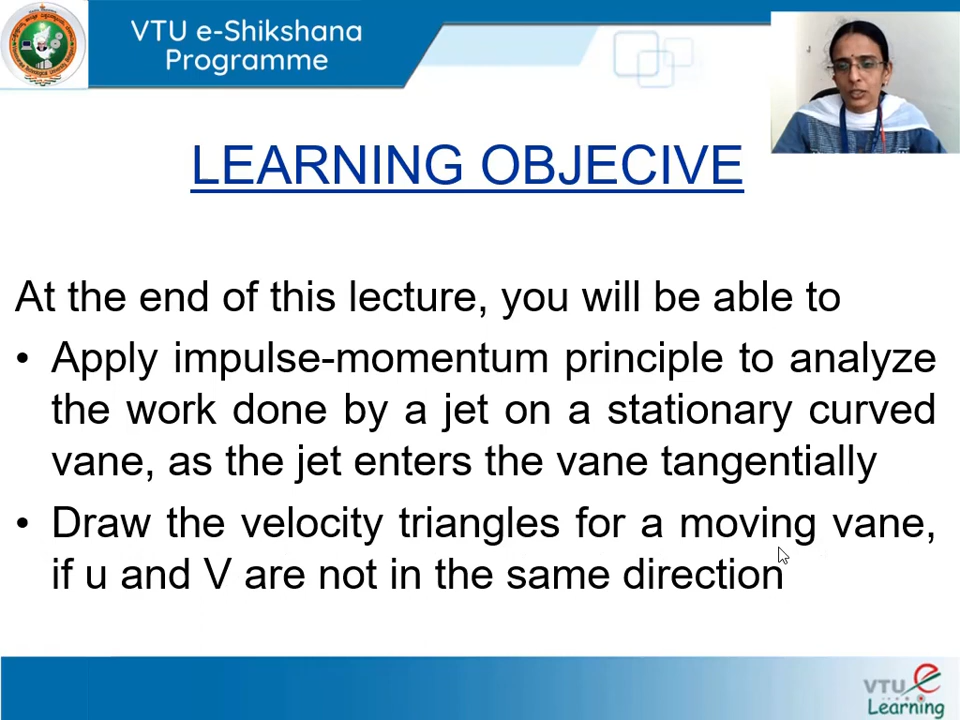 VTU e-Shikshana
Programme
LEARNING OBJECIVE
At the end of this lecture, you will be able to
• Apply impulse-momentum principle to analyze
the work done by a jet on a stationary curved
vane, as the jet enters the vane tangentially
• Draw the velocity triangles for a moving vane,
if u and V are not in the same direction
VTU e
Learning